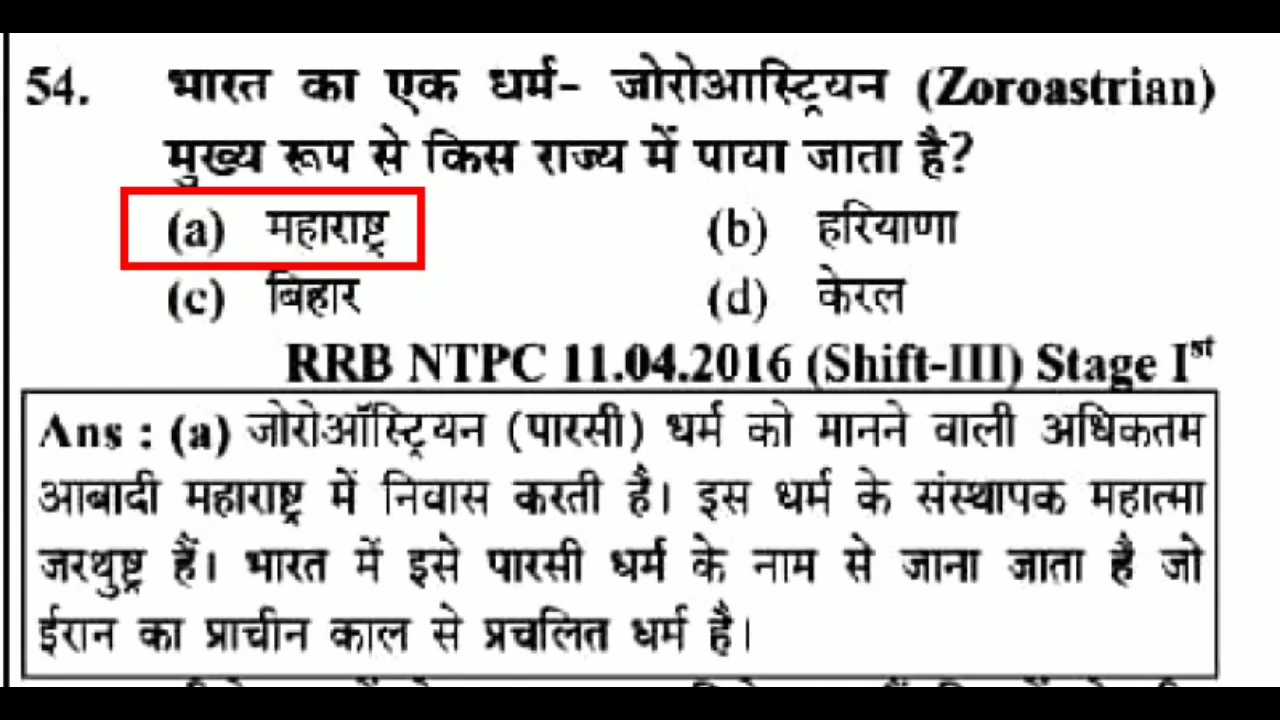 54. भारत का एक धर्म- जोरोआस्ट्रियन (Zoroastrian)
मुख्य रूप से किस राज्य में पाया जाता है?
(a) महाराष्ट्र (b) हरियाणा
(c) बिहार (d) केरल
RRB NTPC 11.04.2016 (Shift-III) Stage Ist
Ans : (a) जोरोऑस्ट्रियन (पारसी) धर्म को मानने वाली अधिकतम
आबादी महाराष्ट्र में निवास करती है। इस धर्म के संस्थापक महात्मा
जरथुष्ट्र हैं। भारत में इसे पारसी धर्म के नाम से जाना जाता है जो
ईरान का प्राचीन काल से प्रचलित धर्म है।